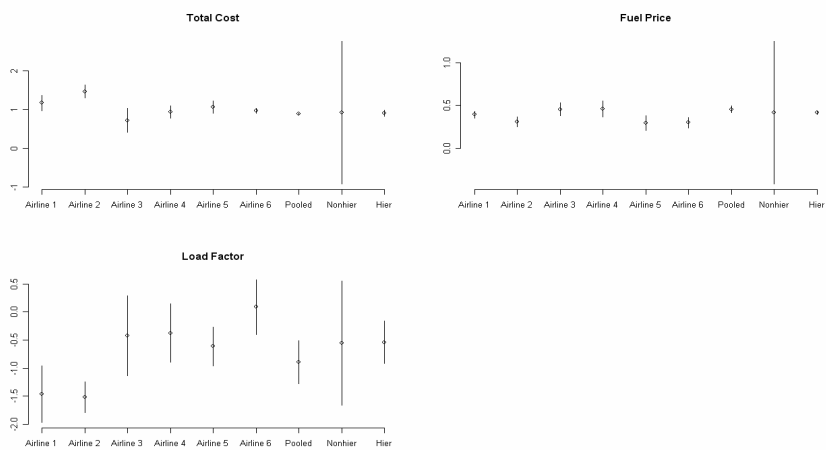 Total Cost
2
1
0
-1
Airline 1 Airline 2 Airline 3 Airline 4 Airline 5 Airline 6 Pooled Nonhier Hier
Fuel Price
1.0
0.5
0.0
Airline 1 Airline 2 Airline 3 Airline 4 Airline 5 Airline 6 Pooled Nonhier Hier
Load Factor
0.5
0.0
-0.5
-1.0
-1.5
-2.0
Airline 1 Airline 2 Airline 3 Airline 4 Airline 5 Airline 6 Pooled Nonhier Hier